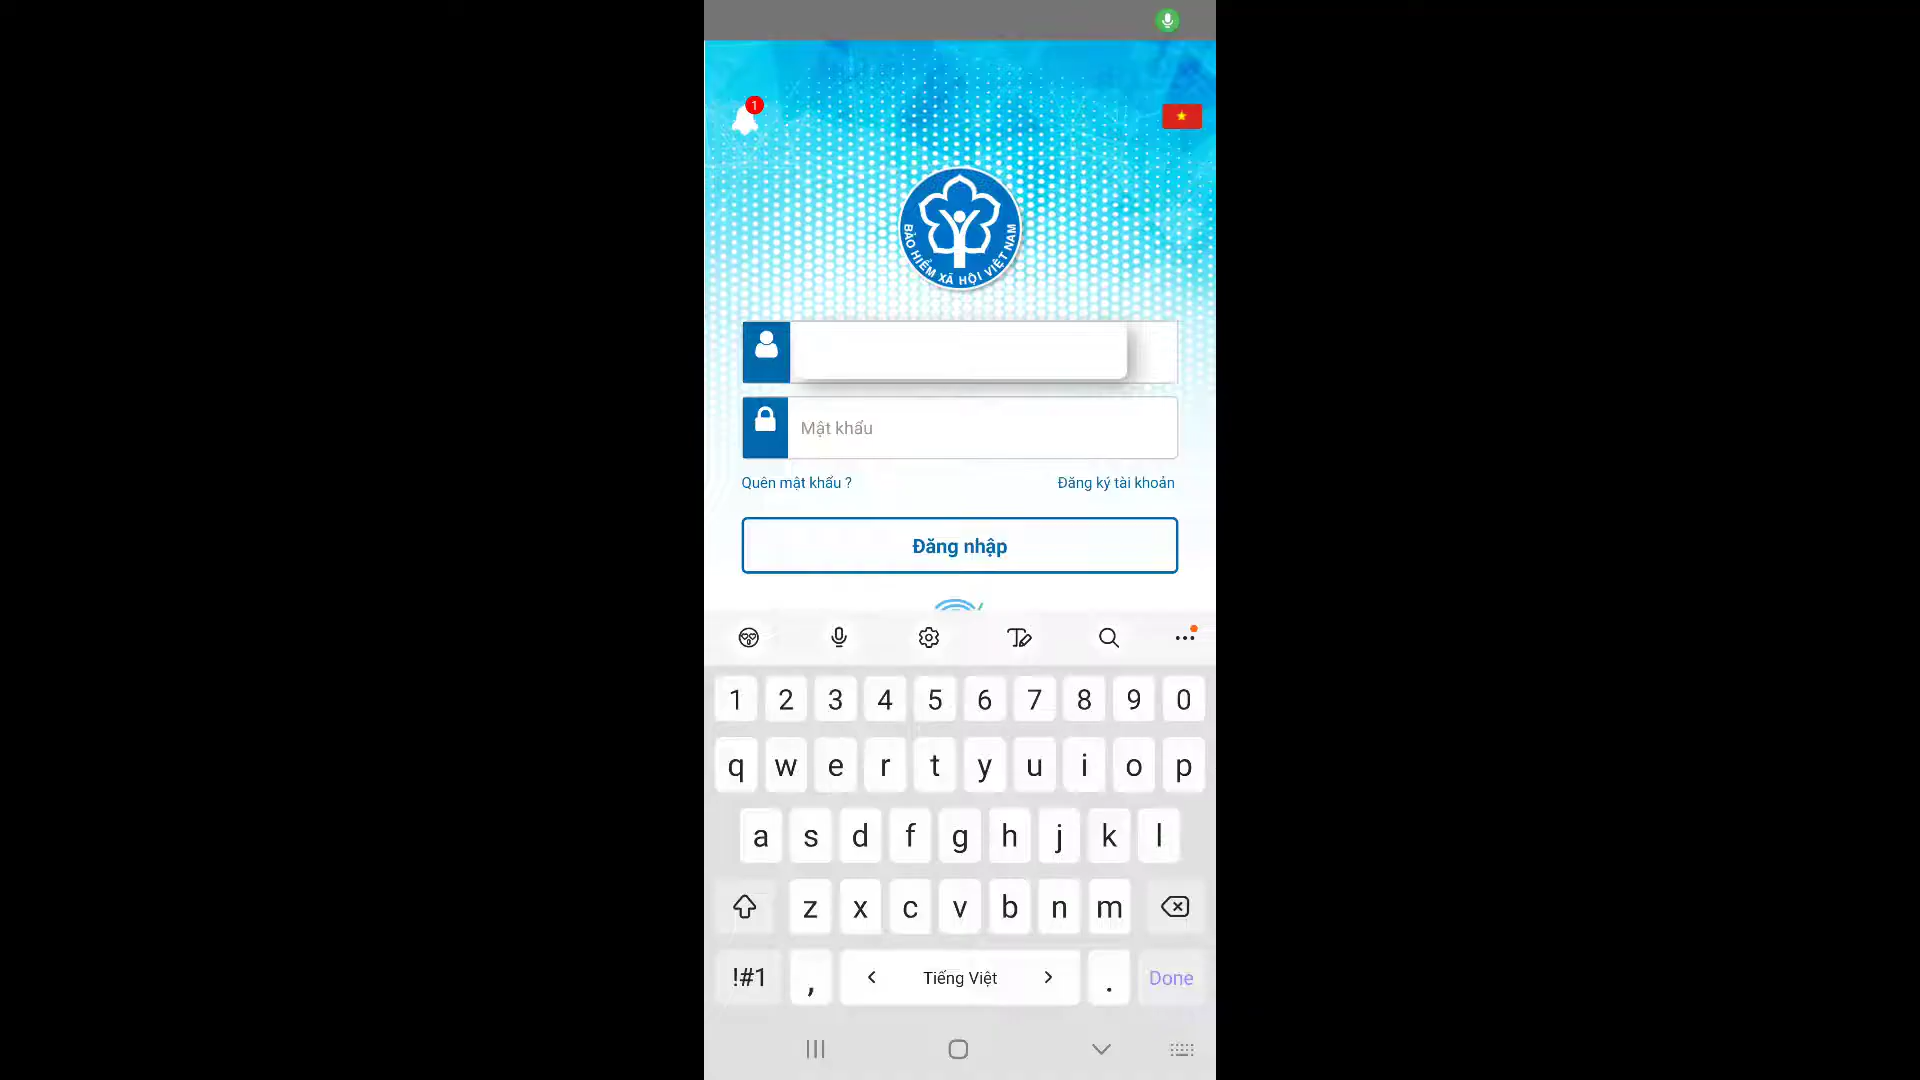 1
BẢO HIỂM XÃ HỘI VIỆT NAM
Mật khẩu
Quên mật khẩu ?
Đăng ký tài khoản
Đăng nhập
1 2 3 4 5 6 7 8 9 0
q w e r t y u i o p
a s d f g h j k l
z x c v b n m
!#1 , < Tiếng Việt > . Done